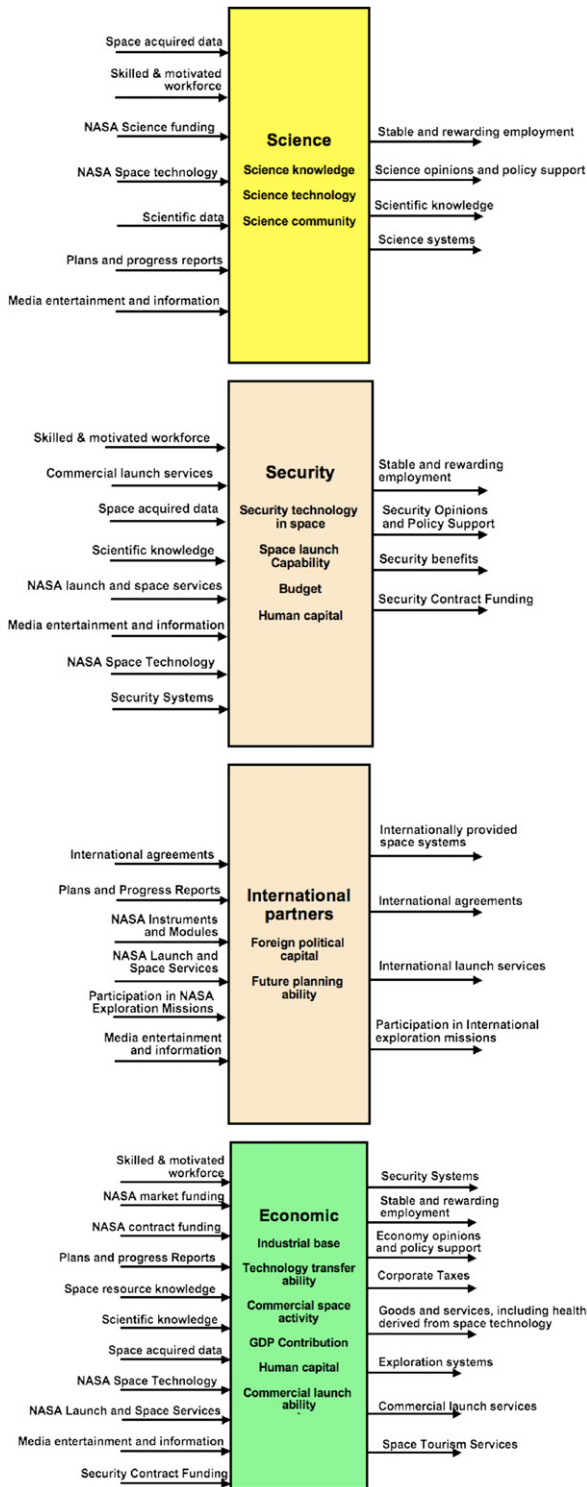 Space acquired data
Skilled & motivated
workforce
NASA Science funding
NASA Space technology
Scientific data
Plans and progress reports
Media entertainment and information
Science
Science knowledge
Science technology
Science community
Stable and rewarding employment
Science opinions and policy support
Scientific knowledge
Science systems
Skilled & motivated workforce
Commercial launch services
Space acquired data
Scientific knowledge
NASA launch and space services
Media entertainment and information
NASA Space Technology
Security Systems
Security
Security technology
in space
Space launch
Capability
Budget
Human capital
Stable and rewarding
employment
Security Opinions
and Policy Support
Security benefits
Security Contract Funding
International agreements
Plans and Progress Reports
NASA Instruments
and Modules
NASA Launch and
Space Services
Participation in NASA
Exploration Missions
Media entertainment
and information
International
partners
Foreign political
capital
Future planning
ability
Internationally provided
space systems
International agreements
International launch services
Participation in International
exploration missions
Skilled & motivated
workforce
NASA market funding
NASA contract funding
Plans and progress Reports
Space resource knowledge
Scientific knowledge
Space acquired data
NASA Space Technology
NASA Launch and Space Services
Media entertainment and information
Security Contract Funding
Economic
Industrial base
Technology transfer
ability
Commercial space
activity
GDP Contribution
Human capital
Commercial launch
ability
Security Systems
Stable and rewarding
employment
Economy opinions
and policy support
Corporate Taxes
Goods and services, including health
derived from space technology
Exploration systems
Commercial launch services
Space Tourism Services